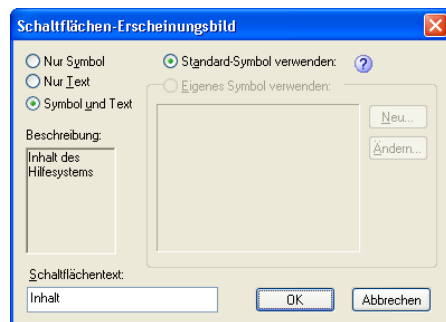 Schaltflächen-Erscheinungsbild
Nur Symbol
Nur Text
Symbol und Text
Standard-Symbol verwenden:
?
Eigenes Symbol verwenden:
Neu...
Ändern...
Beschreibung:
Inhalt des
Hilfesystems
Schaltflächentext:
Inhalt
OK
Abbrechen